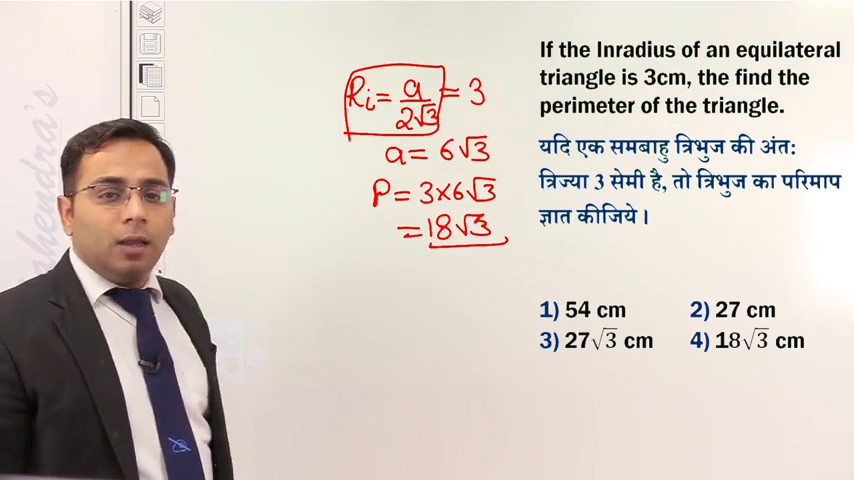 If the Inradius of an equilateral
triangle is 3cm, the find the
perimeter of the triangle.
यदि एक समबाहु त्रिभुज की अंत:
त्रिज्या 3 सेमी है, तो त्रिभुज का परिमाप
ज्ञात कीजिये ।
1) 54 cm 2) 27 cm
3) 27√3 cm 4) 18√3 cm
Ri = a/2√3 = 3
a = 6√3
P = 3×6√3
= 18√3